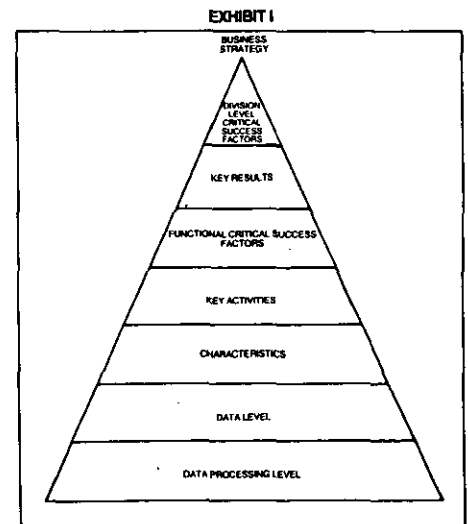 EXHIBIT I
BUSINESS
STRATEGY
DIVISION
LEVEL
CRITICAL
SUCCESS
FACTORS
KEY RESULTS
FUNCTIONAL CRITICAL SUCCESS
FACTORS
KEY ACTIVITIES
CHARACTERISTICS
DATA LEVEL
DATA PROCESSING LEVEL